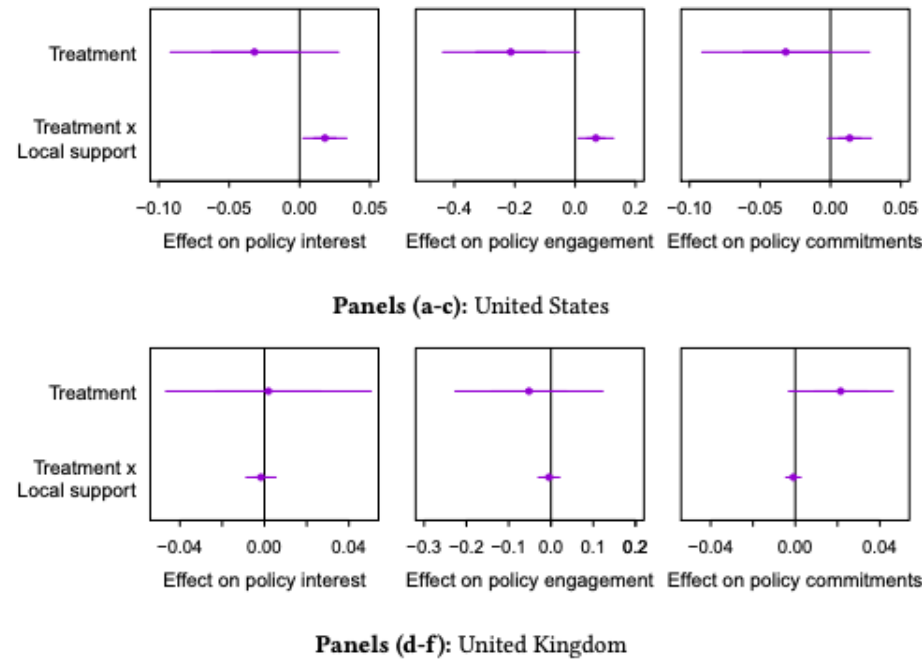 Treatment
Treatment x
Local support
−0.10 −0.05 0.00 0.05
Effect on policy interest
−0.4 −0.2 0.0 0.2
Effect on policy engagement
−0.10 −0.05 0.00 0.05
Effect on policy commitments
Panels (a-c): United States
Treatment
Treatment x
Local support
−0.04 0.00 0.04
Effect on policy interest
−0.3 −0.2 −0.1 0.0 0.1 0.2
Effect on policy engagement
−0.04 0.00 0.04
Effect on policy commitments
Panels (d-f): United Kingdom